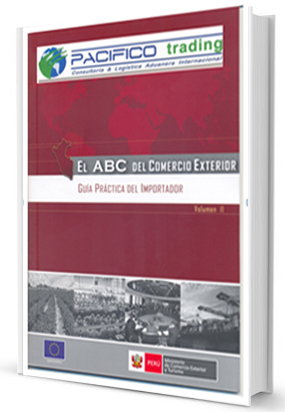 PACIFICO trading
Consultoría & Logística Aduanera Internacional
EL ABC DEL COMERCIO EXTERIOR
GUÍA PRÁCTICA DEL IMPORTADOR
Volumen II
PERÚ
Ministerio
de Comercio Exterior
y Turismo